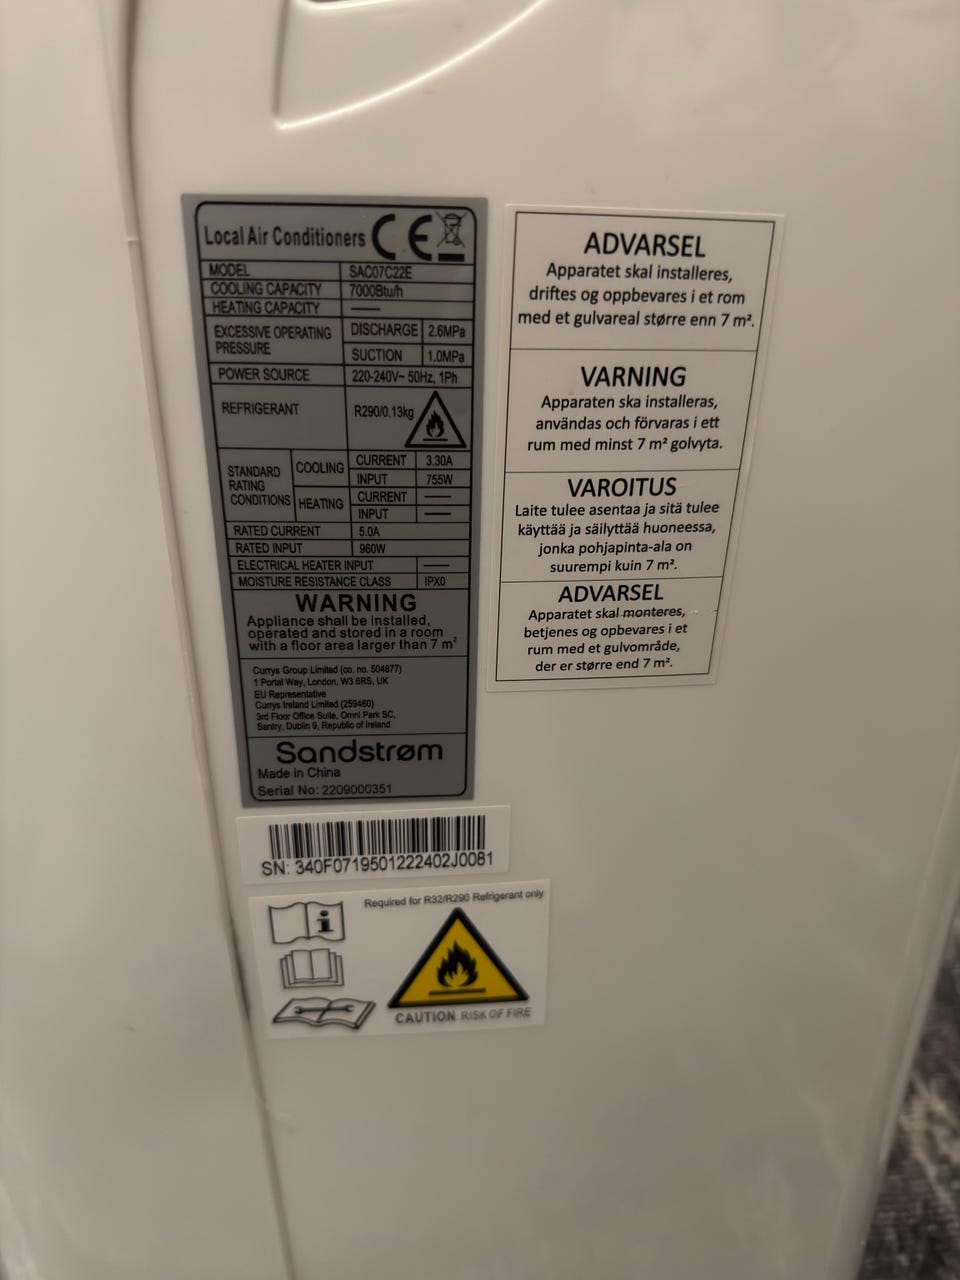 Local Air Conditioners CE
MODEL SAC07C22E
COOLING CAPACITY 7000Btu/h
HEATING CAPACITY ——
EXCESSIVE OPERATING PRESSURE DISCHARGE 2.6MPa
SUCTION 1.0MPa
POWER SOURCE 220-240V~ 50Hz, 1Ph
REFRIGERANT R290/0.13kg
STANDARD RATING CONDITIONS COOLING CURRENT 3.30A
INPUT 755W
HEATING CURRENT ——
INPUT ——
RATED CURRENT 5.0A
RATED INPUT 960W
ELECTRICAL HEATER INPUT ——
MOISTURE RESISTANCE CLASS IPX0
WARNING
Appliance shall be installed,
operated and stored in a room
with a floor area larger than 7 m²
Currys Group Limited (co. no. 504877)
1 Portal Way, London, W3 6RS, UK
EU Representative
Currys Ireland Limited (259460)
3rd Floor Office Suite, Omni Park SC,
Santry, Dublin 9, Republic of Ireland
Sandstrøm
Made in China
Serial No: 2209000351
SN: 340F0719501222402J0081
Required for R32/R290 Refrigerant only
CAUTION: RISK OF FIRE
ADVARSEL
Apparatet skal installeres,
driftes og oppbevares i et rom
med et gulvareal større enn 7 m².
VARNING
Apparaten ska installeras,
användas och förvaras i ett
rum med minst 7 m² golvyta.
VAROITUS
Laite tulee asentaa ja sitä tulee
käyttää ja säilyttää huoneessa,
jonka pohjapinta-ala on
suurempi kuin 7 m².
ADVARSEL
Apparatet skal monteres,
betjenes og opbevares i et
rum med et gulvområde,
der er større end 7 m².